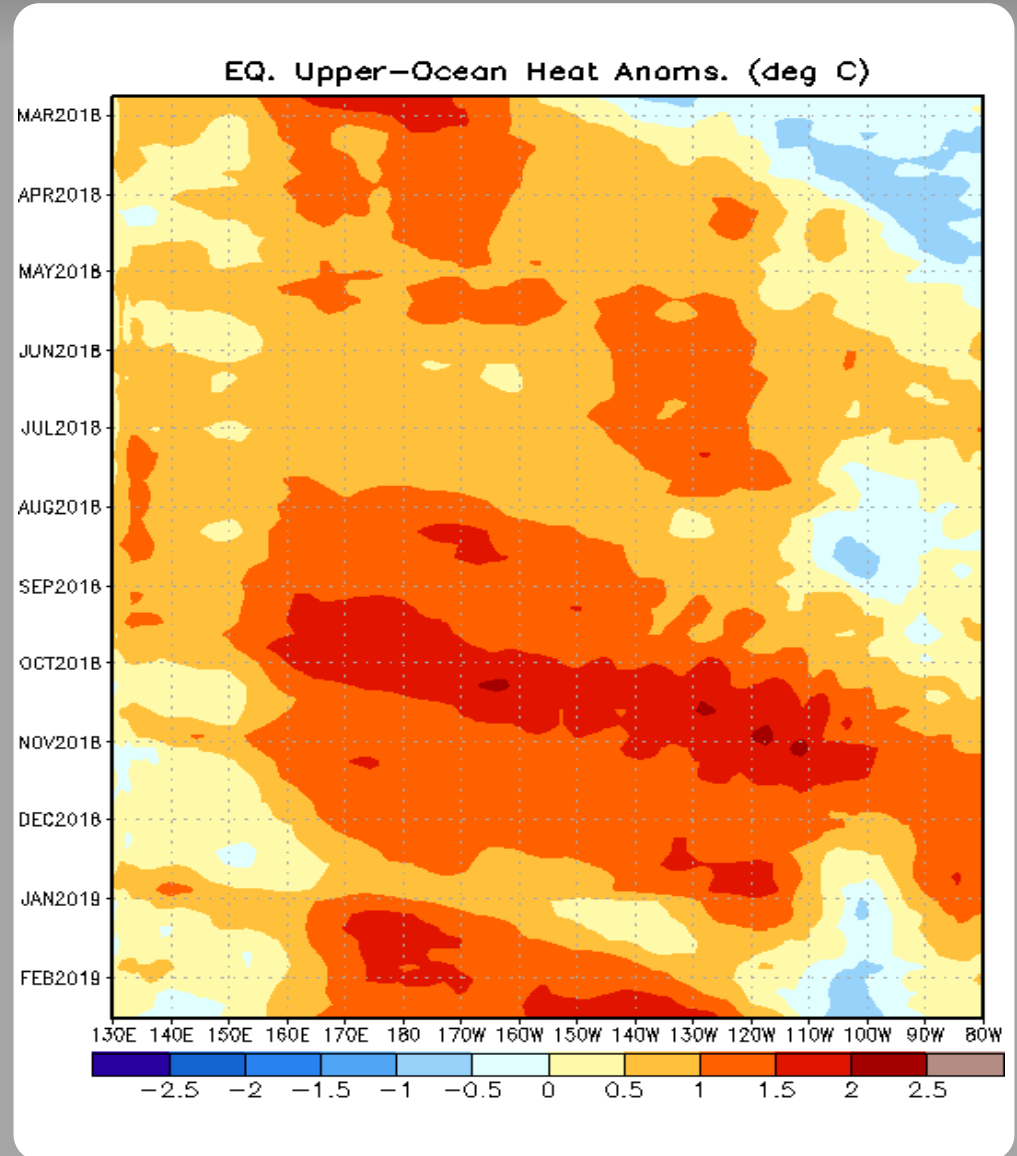 EQ. Upper-Ocean Heat Anoms. (deg C)
MAR2018
APR2018
MAY2018
JUN2018
JUL2018
AUG2018
SEP2018
OCT2018
NOV2018
DEC2018
JAN2019
FEB2019
130E 140E 150E 160E 170E 180 170W 160W 150W 140W 130W 120W 110W 100W 90W 80W
-2.5 -2 -1.5 -1 -0.5 0 0.5 1 1.5 2 2.5